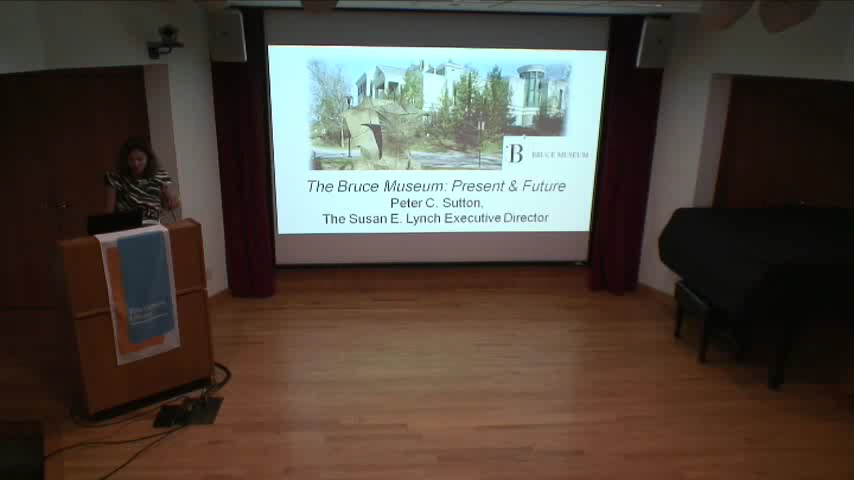 B BRUCE MUSEUM
The Bruce Museum: Present & Future
Peter C. Sutton,
The Susan E. Lynch Executive Director